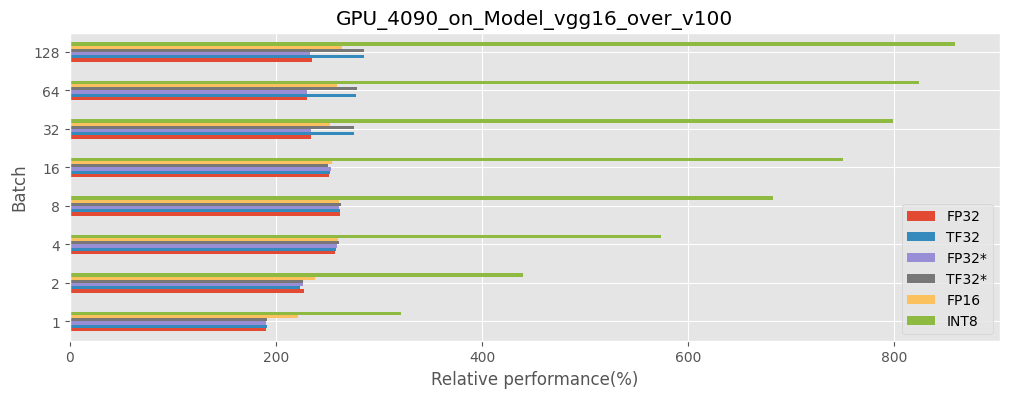 GPU_4090_on_Model_vgg16_over_v100
128
64
32
16
8
4
2
1
Batch
0 200 400 600 800
Relative performance(%)
FP32
TF32
FP32*
TF32*
FP16
INT8